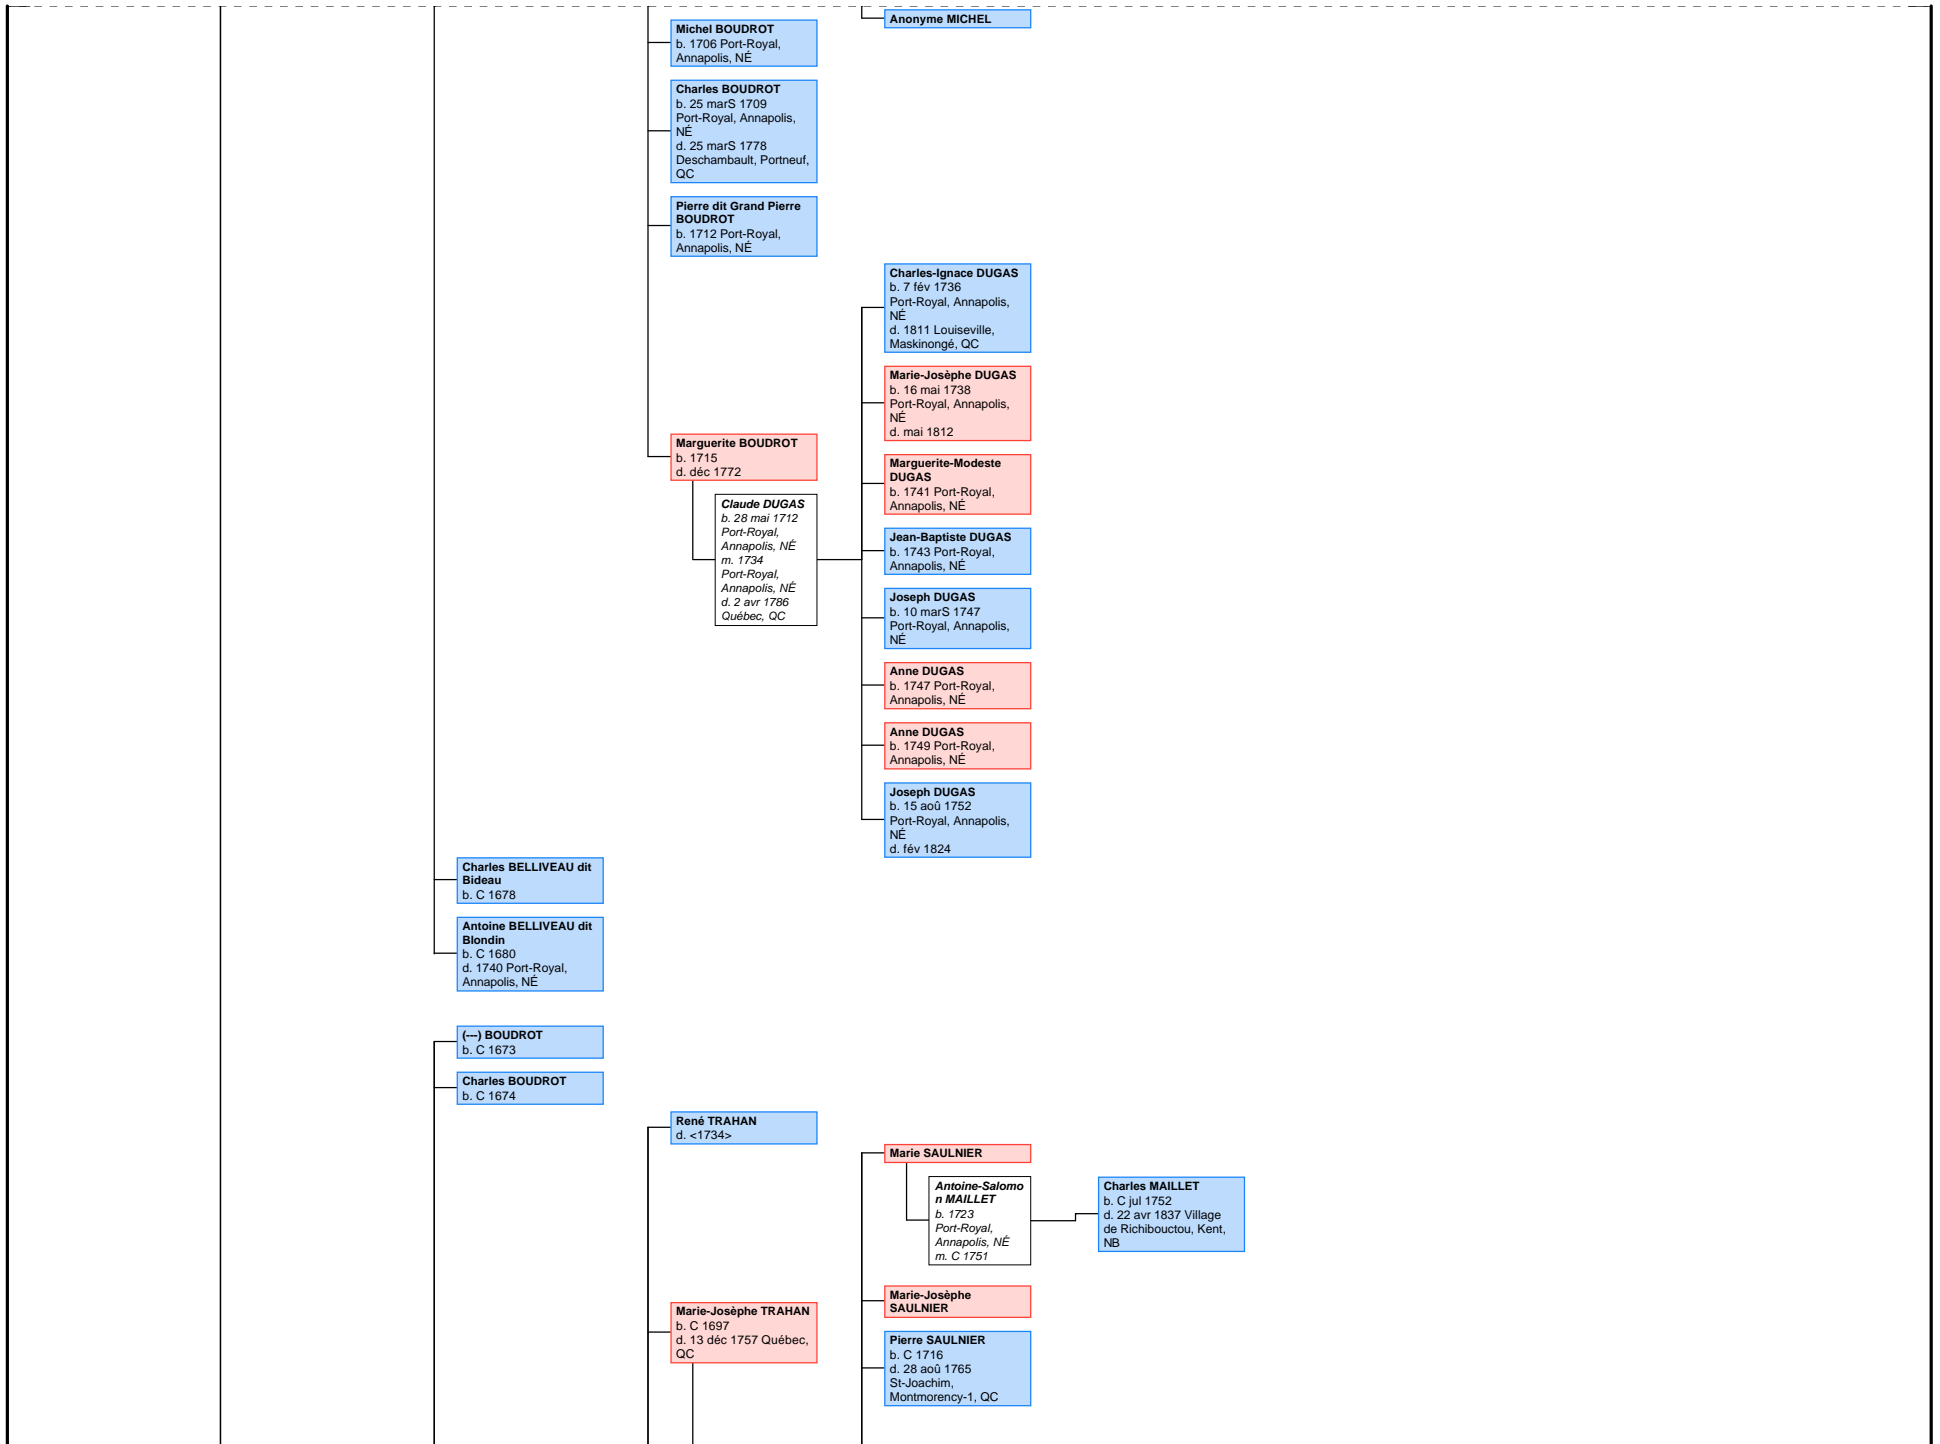 Anonyme MICHEL
Michel BOUDROT
b. 1706 Port-Royal,
Annapolis, NÉ
Charles BOUDROT
b. 25 marS 1709
Port-Royal, Annapolis,
NÉ
d. 25 marS 1778
Deschambault, Portneuf,
QC
Pierre dit Grand Pierre
BOUDROT
b. 1712 Port-Royal,
Annapolis, NÉ
Charles-Ignace DUGAS
b. 7 fév 1736
Port-Royal, Annapolis,
NÉ
d. 1811 Louiseville,
Maskinongé, QC
Marie-Josèphe DUGAS
b. 16 mai 1738
Port-Royal, Annapolis,
NÉ
d. mai 1812
Marguerite BOUDROT
b. 1715
d. déc 1772
Marguerite-Modeste
DUGAS
b. 1741 Port-Royal,
Annapolis, NÉ
Claude DUGAS
b. 28 mai 1712
Port-Royal,
Annapolis, NÉ
m. 1734
Port-Royal,
Annapolis, NÉ
d. 2 avr 1786
Québec, QC
Jean-Baptiste DUGAS
b. 1743 Port-Royal,
Annapolis, NÉ
Joseph DUGAS
b. 10 marS 1747
Port-Royal, Annapolis,
NÉ
Anne DUGAS
b. 1747 Port-Royal,
Annapolis, NÉ
Anne DUGAS
b. 1749 Port-Royal,
Annapolis, NÉ
Joseph DUGAS
b. 15 aoû 1752
Port-Royal, Annapolis,
NÉ
d. fév 1824
Charles BELLIVEAU dit
Bideau
b. C 1678
Antoine BELLIVEAU dit
Blondin
b. C 1680
d. 1740 Port-Royal,
Annapolis, NÉ
(---) BOUDROT
b. C 1673
Charles BOUDROT
b. C 1674
René TRAHAN
d. <1734>
Marie SAULNIER
Antoine-Salomo
n MAILLET
b. 1723
Port-Royal,
Annapolis, NÉ
m. C 1751
Charles MAILLET
b. C jul 1752
d. 22 avr 1837 Village
de Richibouctou, Kent,
NB
Marie-Josèphe
SAULNIER
Marie-Josèphe TRAHAN
b. C 1697
d. 13 déc 1757 Québec,
QC
Pierre SAULNIER
b. C 1716
d. 28 aoû 1765
St-Joachim,
Montmorency-1, QC